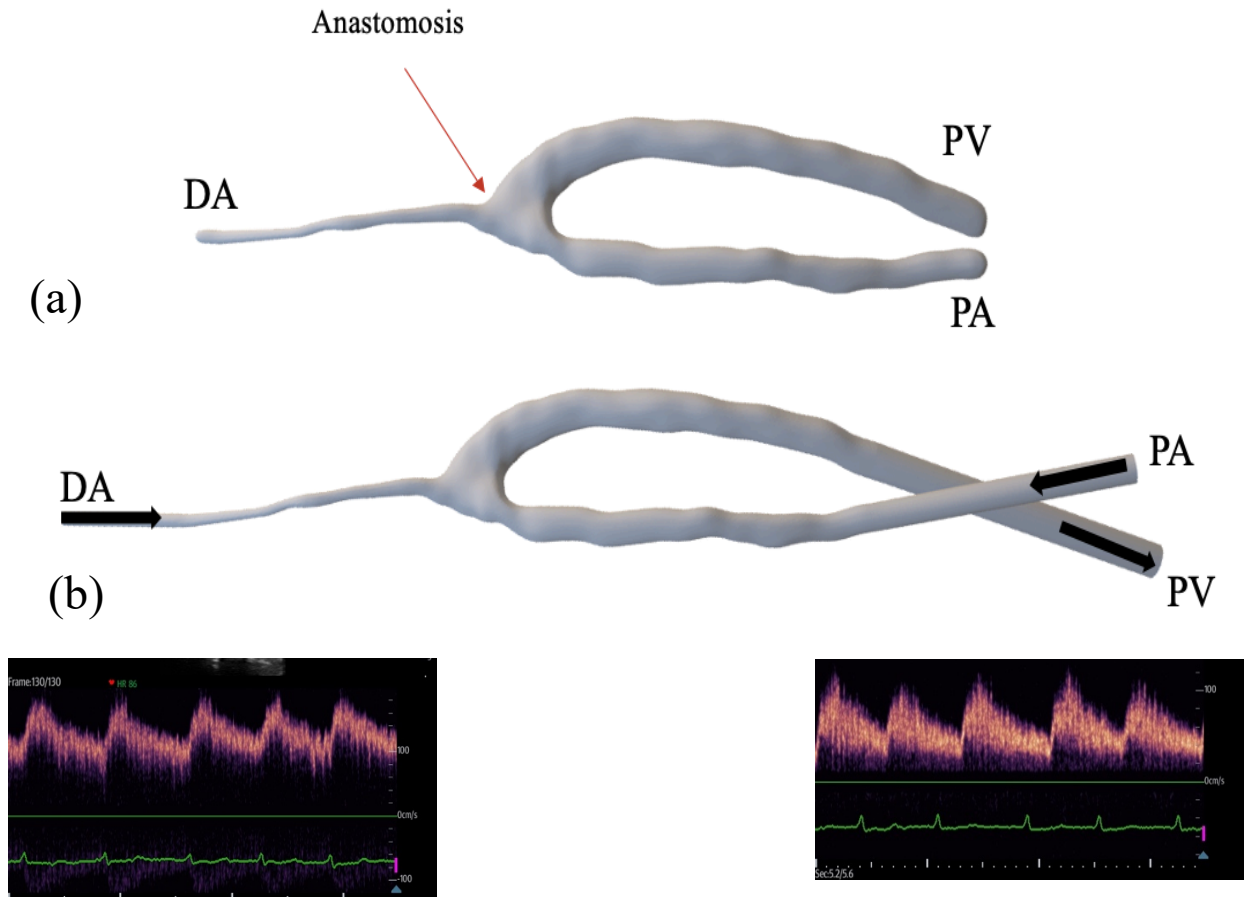 Anastomosis
PV
DA
(a)
PA
DA
PA
(b)
PV
Frame:130/130
HR 86
100
0cm/s
-100
100
0cm/s
Sec:5.2/5.6